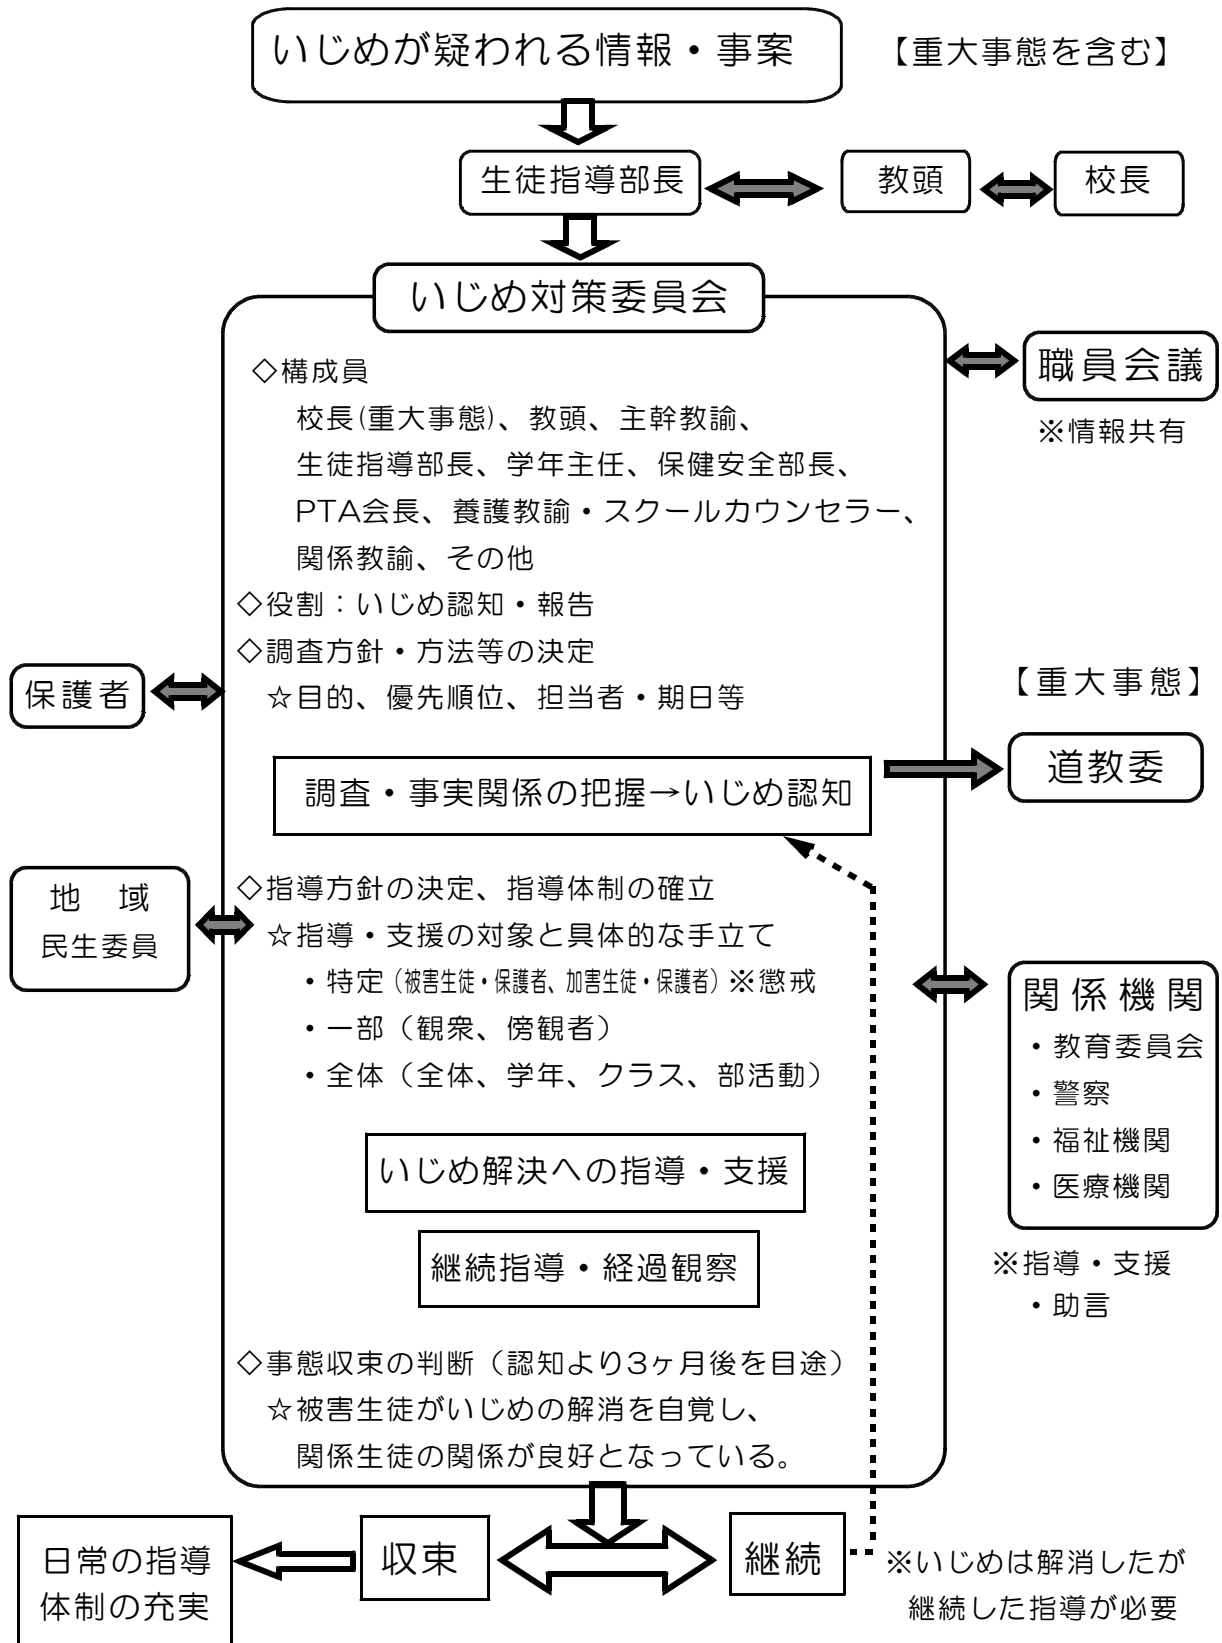 いじめが疑われる情報・事案
【重大事態を含む】
生徒指導部長
教頭
校長
いじめ対策委員会
◇構成員
校長(重大事態)、教頭、主幹教諭、
生徒指導部長、学年主任、保健安全部長、
PTA会長、養護教諭・スクールカウンセラー、
関係教諭、その他
職員会議
※情報共有
◇役割：いじめ認知・報告
◇調査方針・方法等の決定
☆目的、優先順位、担当者・期日等
保護者
【重大事態】
道教委
調査・事実関係の把握→いじめ認知
地　域
民生委員
◇指導方針の決定、指導体制の確立
☆指導・支援の対象と具体的な手立て
・特定（被害生徒・保護者、加害生徒・保護者）※懲戒
・一部（観衆、傍観者）
・全体（全体、学年、クラス、部活動）
関係機関
・教育委員会
・警察
・福祉機関
・医療機関
※指導・支援
・助言
いじめ解決への指導・支援
継続指導・経過観察
◇事態収束の判断（認知より3ヶ月後を目途）
☆被害生徒がいじめの解消を自覚し、
関係生徒の関係が良好となっている。
日常の指導
体制の充実
収束
継続
※いじめは解消したが
継続した指導が必要